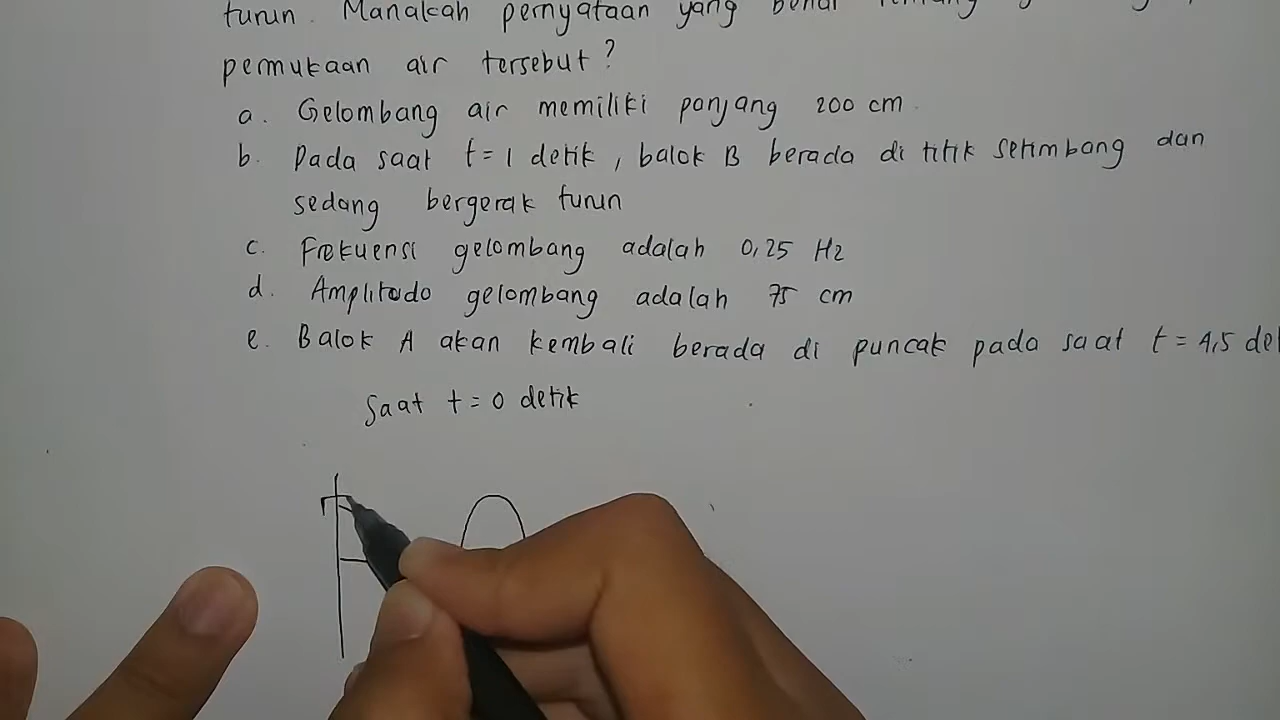 turun. Manakah pernyataan yang
permukaan air tersebut?
a. Gelombang air memiliki panjang 200 cm.
b. Pada saat t = 1 detik, balok B berada di titik setimbang dan
sedang bergerak turun
c. Frekuensi gelombang adalah 0,25 Hz
d. Amplitudo gelombang adalah 75 cm
e. Balok A akan kembali berada di puncak pada saat t = 4,5
Saat t = 0 detik